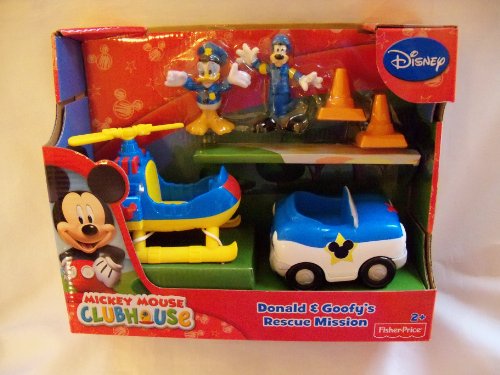 Disney
MICKEY MOUSE
CLUBHOUSE
Donald & Goofy's
Rescue Mission
2+
Fisher-Price